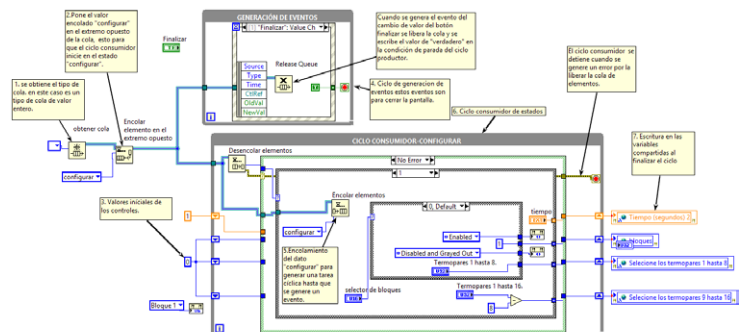 2.Pone el valor
encolado "configurar"
en el extremo opuesto
de la cola, esto para
que el ciclo consumidor
inicie en el estado
"configurar".
Finalizar
GENERACIÓN DE EVENTOS
[1] "Finalizar": Value Ch
Source
Type
Time
CtlRef
OldVal
NewVal
Release Queue
Cuando se genera el evento del
cambio de valor del botón
finalizar se libera la cola y se
escribe el valor de "verdadero" en
la condición de parada del ciclo
productor.
4. Ciclo de generacion de
eventos estos eventos son
para cerrar la pantalla.
El ciclo consumidor se
detiene cuando se
genere un error por la
liberar la cola de
elementos.
1. se obtiene el tipo de
cola, en este caso es un
tipo de cola de valor
entero.
obtener cola
Encolar
elemento en el
extremo opuesto
configurar
6. Ciclo consumidor de estados
CICLO CONSUMIDOR-CONFIGURAR
7. Escritura en las
variables
compartidas al
finalizar el ciclo
Desencolar elementos
No Error
1
3. Valores iniciales de
los controles.
Encolar elementos
configurar
5.Encolamiento
del dato
"configurar" para
generar una tarea
cíclica hasta que
se genere un
evento.
0, Default
Enabled
1
Disabled and Grayed Out
Termopares 1 hasta 8.
selector de bloques
Termopares 1 hasta 16.
8
tiempo
Tiempo (segundos) 2
bloques
Selecione los termopares 1 hasta 8
Selecione los termopares 9 hasta 16
1
0
Bloque 1
i
i